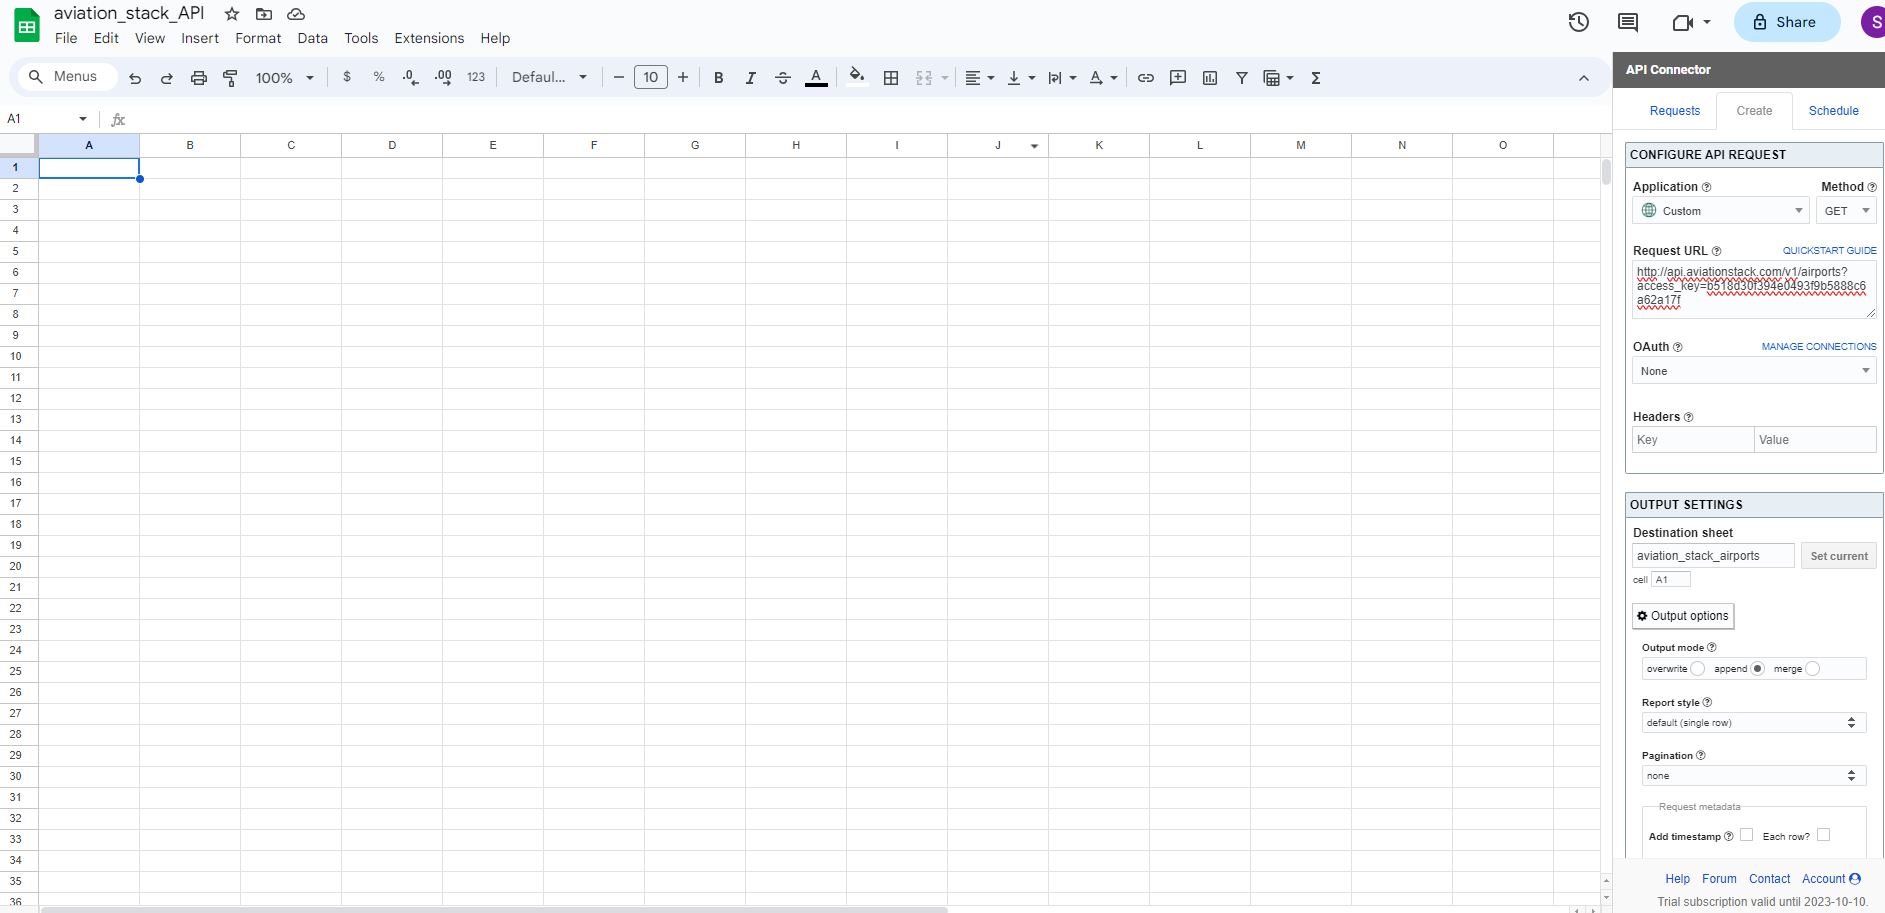 aviation_stack_API
File Edit View Insert Format Data Tools Extensions Help
Share
S
Menus
100%
$ % .0 .00 123
Defaul...
10
B I A
A
Σ
A1
fx
A B C D E F G H I J K L M N O
1
2
3
4
5
6
7
8
9
10
11
12
13
14
15
16
17
18
19
20
21
22
23
24
25
26
27
28
29
30
31
32
33
34
35
36
API Connector
Requests Create Schedule
CONFIGURE API REQUEST
Application ? Method ?
Custom GET
Request URL ? QUICKSTART GUIDE
http://api.aviationstack.com/v1/airports?
access_key=b518d30f394e0493f9b5888c6
a62a17f
OAuth ? MANAGE CONNECTIONS
None
Headers ?
Key Value
OUTPUT SETTINGS
Destination sheet
aviation_stack_airports Set current
cell A1
Output options
Output mode ?
overwrite append merge
Report style ?
default (single row)
Pagination ?
none
Request metadata
Add timestamp ? Each row?
Help Forum Contact Account
Trial subscription valid until 2023-10-10.